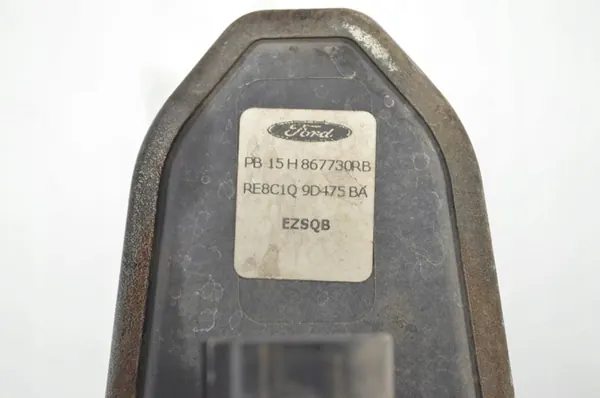 Ford
PB 15 H 867730RB
RE8C1Q 9D475 BA
EZSQB